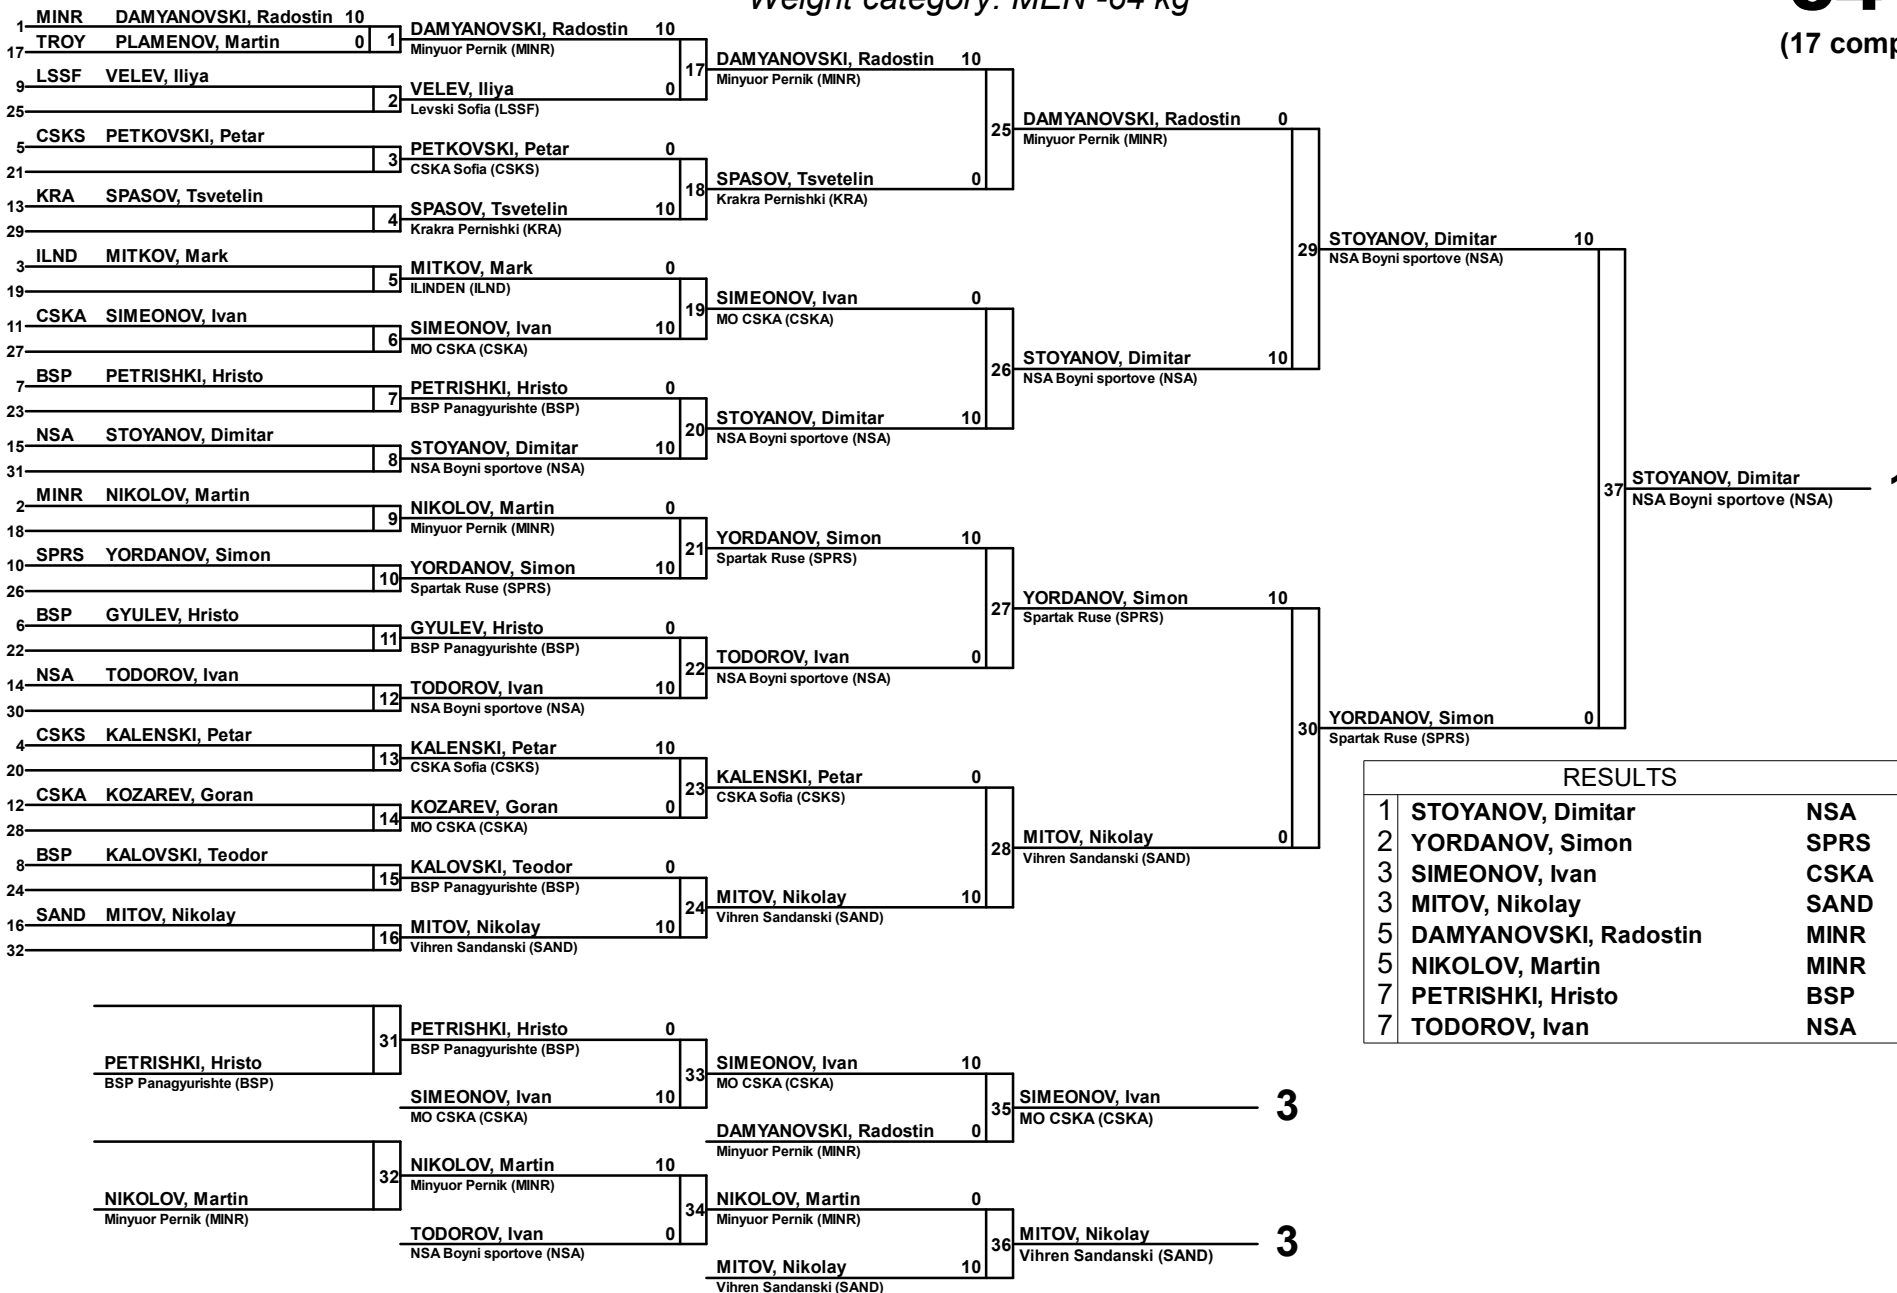 Weight category: MEN -64 kg
64
(17 comp
1 MINR DAMYANOVSKI, Radostin 10
17 TROY PLAMENOV, Martin 0
1
9 LSSF VELEV, Iliya
25
2
5 CSKS PETKOVSKI, Petar
21
3
13 KRA SPASOV, Tsvetelin
29
4
3 ILND MITKOV, Mark
19
5
11 CSKA SIMEONOV, Ivan
27
6
7 BSP PETRISHKI, Hristo
23
7
15 NSA STOYANOV, Dimitar
31
8
2 MINR NIKOLOV, Martin
18
9
10 SPRS YORDANOV, Simon
26
10
6 BSP GYULEV, Hristo
22
11
14 NSA TODOROV, Ivan
30
12
4 CSKS KALENSKI, Petar
20
13
12 CSKA KOZAREV, Goran
28
14
8 BSP KALOVSKI, Teodor
24
15
16 SAND MITOV, Nikolay
32
16
DAMYANOVSKI, Radostin 10
Minyuor Pernik (MINR)
17
VELEV, Iliya 0
Levski Sofia (LSSF)
PETKOVSKI, Petar 0
CSKA Sofia (CSKS)
18
SPASOV, Tsvetelin 10
Krakra Pernishki (KRA)
MITKOV, Mark 0
ILINDEN (ILND)
19
SIMEONOV, Ivan 10
MO CSKA (CSKA)
PETRISHKI, Hristo 0
BSP Panagyurishte (BSP)
20
STOYANOV, Dimitar 10
NSA Boyni sportove (NSA)
NIKOLOV, Martin 0
Minyuor Pernik (MINR)
21
YORDANOV, Simon 10
Spartak Ruse (SPRS)
GYULEV, Hristo 0
BSP Panagyurishte (BSP)
22
TODOROV, Ivan 10
NSA Boyni sportove (NSA)
KALENSKI, Petar 10
CSKA Sofia (CSKS)
23
KOZAREV, Goran 0
MO CSKA (CSKA)
KALOVSKI, Teodor 0
BSP Panagyurishte (BSP)
24
MITOV, Nikolay 10
Vihren Sandanski (SAND)
DAMYANOVSKI, Radostin 10
Minyuor Pernik (MINR)
25
SPASOV, Tsvetelin 0
Krakra Pernishki (KRA)
SIMEONOV, Ivan 0
MO CSKA (CSKA)
26
STOYANOV, Dimitar 10
NSA Boyni sportove (NSA)
YORDANOV, Simon 10
Spartak Ruse (SPRS)
27
TODOROV, Ivan 0
NSA Boyni sportove (NSA)
KALENSKI, Petar 0
CSKA Sofia (CSKS)
28
MITOV, Nikolay 10
Vihren Sandanski (SAND)
DAMYANOVSKI, Radostin 0
Minyuor Pernik (MINR)
29
STOYANOV, Dimitar 10
NSA Boyni sportove (NSA)
YORDANOV, Simon 10
Spartak Ruse (SPRS)
30
MITOV, Nikolay 0
Vihren Sandanski (SAND)
STOYANOV, Dimitar 10
NSA Boyni sportove (NSA)
37
YORDANOV, Simon 0
Spartak Ruse (SPRS)
STOYANOV, Dimitar
NSA Boyni sportove (NSA)
RESULTS
1 STOYANOV, Dimitar NSA
2 YORDANOV, Simon SPRS
3 SIMEONOV, Ivan CSKA
3 MITOV, Nikolay SAND
5 DAMYANOVSKI, Radostin MINR
5 NIKOLOV, Martin MINR
7 PETRISHKI, Hristo BSP
7 TODOROV, Ivan NSA
31
PETRISHKI, Hristo
BSP Panagyurishte (BSP)
32
NIKOLOV, Martin
Minyuor Pernik (MINR)
PETRISHKI, Hristo 0
BSP Panagyurishte (BSP)
33
SIMEONOV, Ivan 10
MO CSKA (CSKA)
NIKOLOV, Martin 10
Minyuor Pernik (MINR)
34
TODOROV, Ivan 0
NSA Boyni sportove (NSA)
SIMEONOV, Ivan 10
MO CSKA (CSKA)
35
DAMYANOVSKI, Radostin 0
Minyuor Pernik (MINR)
NIKOLOV, Martin 0
Minyuor Pernik (MINR)
36
MITOV, Nikolay 10
Vihren Sandanski (SAND)
SIMEONOV, Ivan
MO CSKA (CSKA)
3
MITOV, Nikolay
Vihren Sandanski (SAND)
3